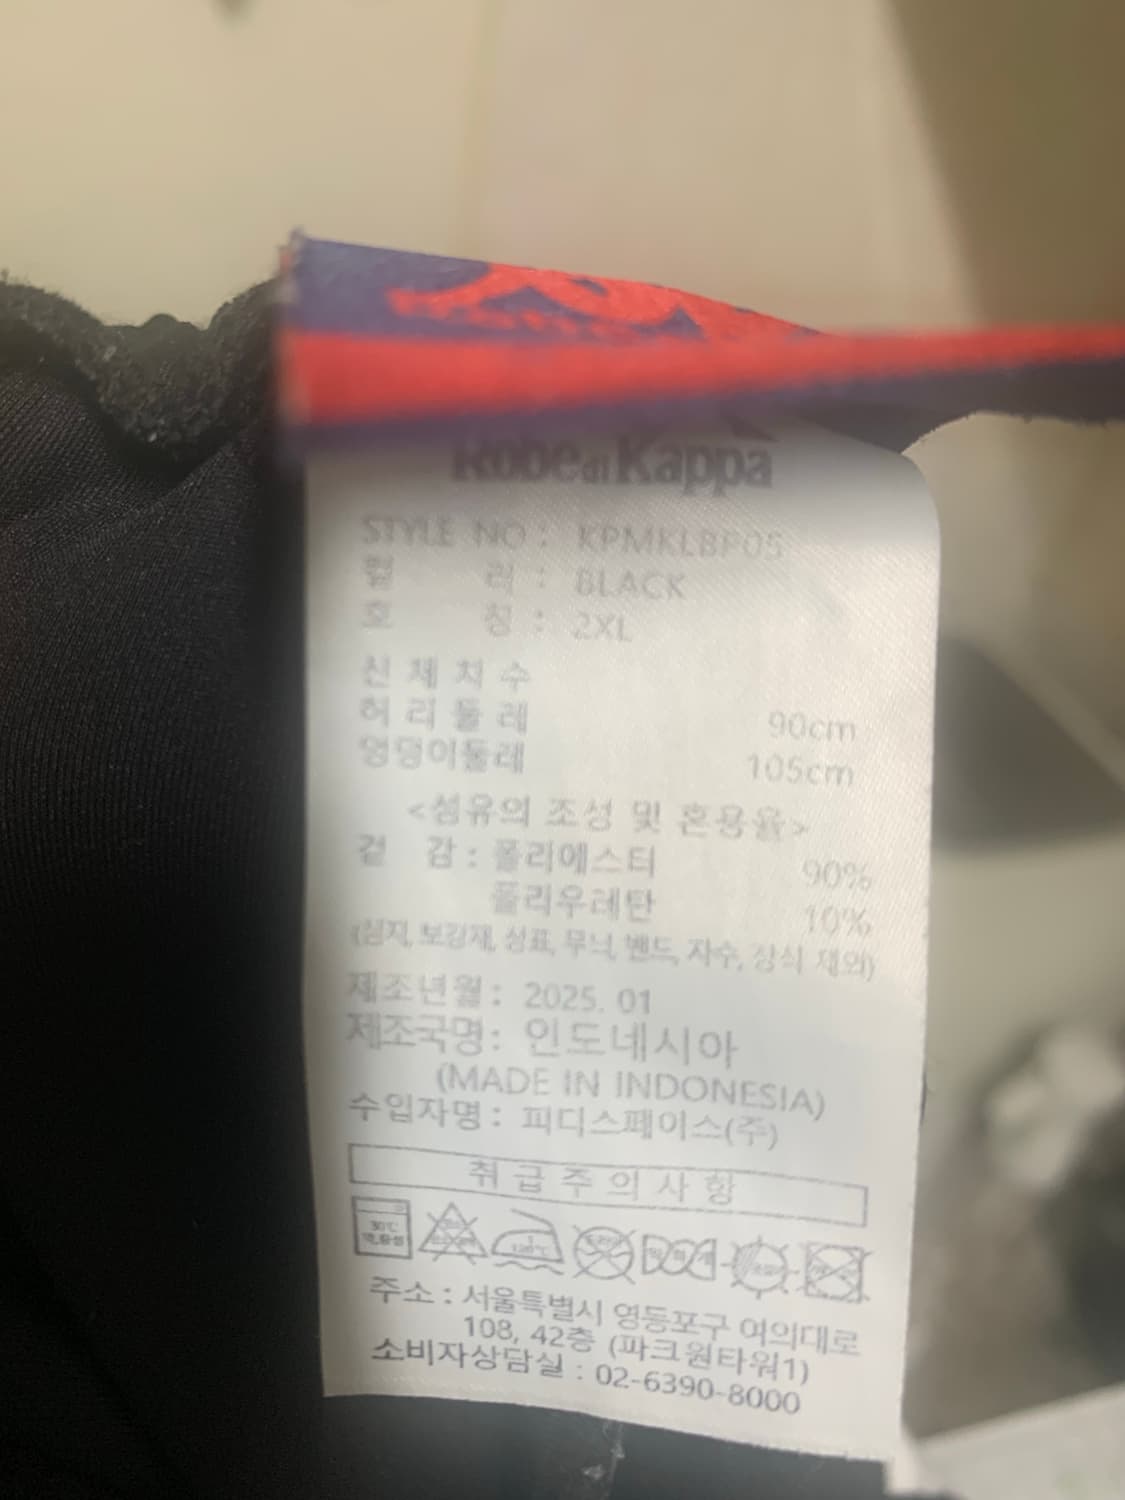 Robe di Kappa
STYLE NO : KPMKLBP05
컬 러 : BLACK
호 칭 : 2XL
신 체 치 수
허 리 둘 레 90cm
엉덩이둘레 105cm
<섬유의 조성 및 혼용율>
겉 감 : 폴리에스터 90%
폴리우레탄 10%
(심지, 보강재, 상표, 무늬, 밴드, 자수, 장식 제외)
제조년월 : 2025. 01
제조국명 : 인도네시아
(MADE IN INDONESIA)
수입자명 : 피디스페이스(주)
취 급 주 의 사 항
30℃
120℃
주소 : 서울특별시 영등포구 여의대로
108, 42층 (파크원타워1)
소비자상담실 : 02-6390-8000